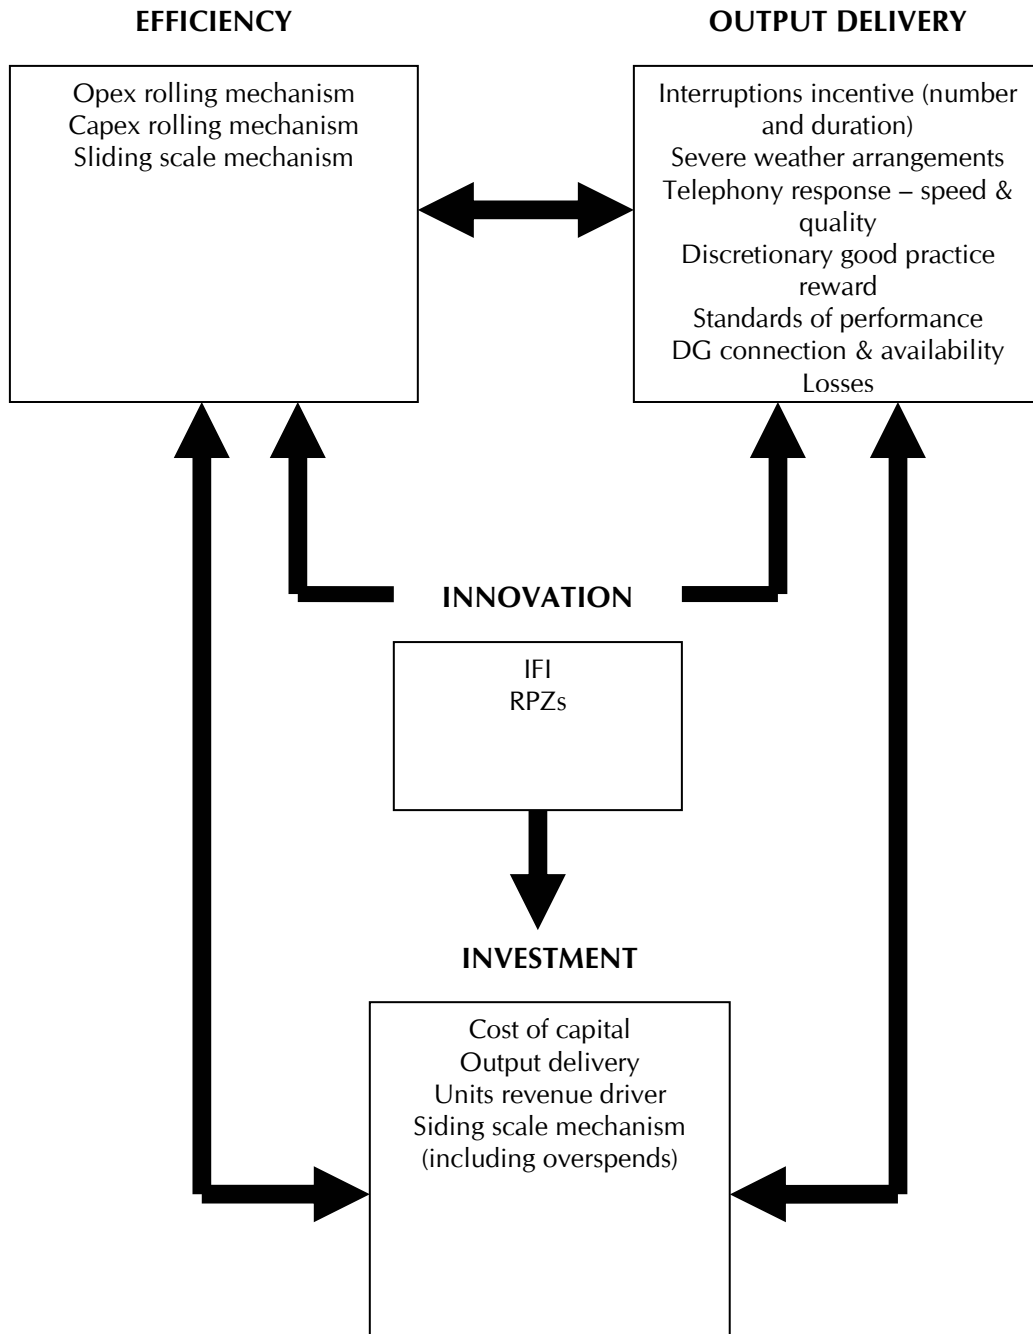 EFFICIENCY
Opex rolling mechanism
Capex rolling mechanism
Sliding scale mechanism
OUTPUT DELIVERY
Interruptions incentive (number
and duration)
Severe weather arrangements
Telephony response – speed &
quality
Discretionary good practice
reward
Standards of performance
DG connection & availability
Losses
INNOVATION
IFI
RPZs
INVESTMENT
Cost of capital
Output delivery
Units revenue driver
Siding scale mechanism
(including overspends)